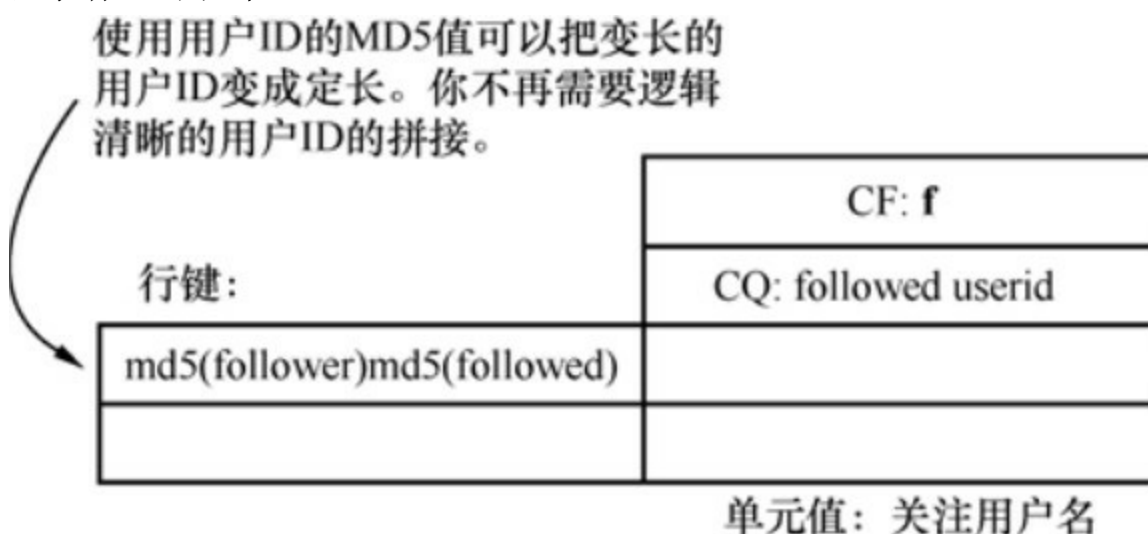 使用用户ID的MD5值可以把变长的
用户ID变成定长。你不再需要逻辑
清晰的用户ID的拼接。
CF: f
行键：
CQ: followed userid
md5(follower)md5(followed)
单元值：关注用户名